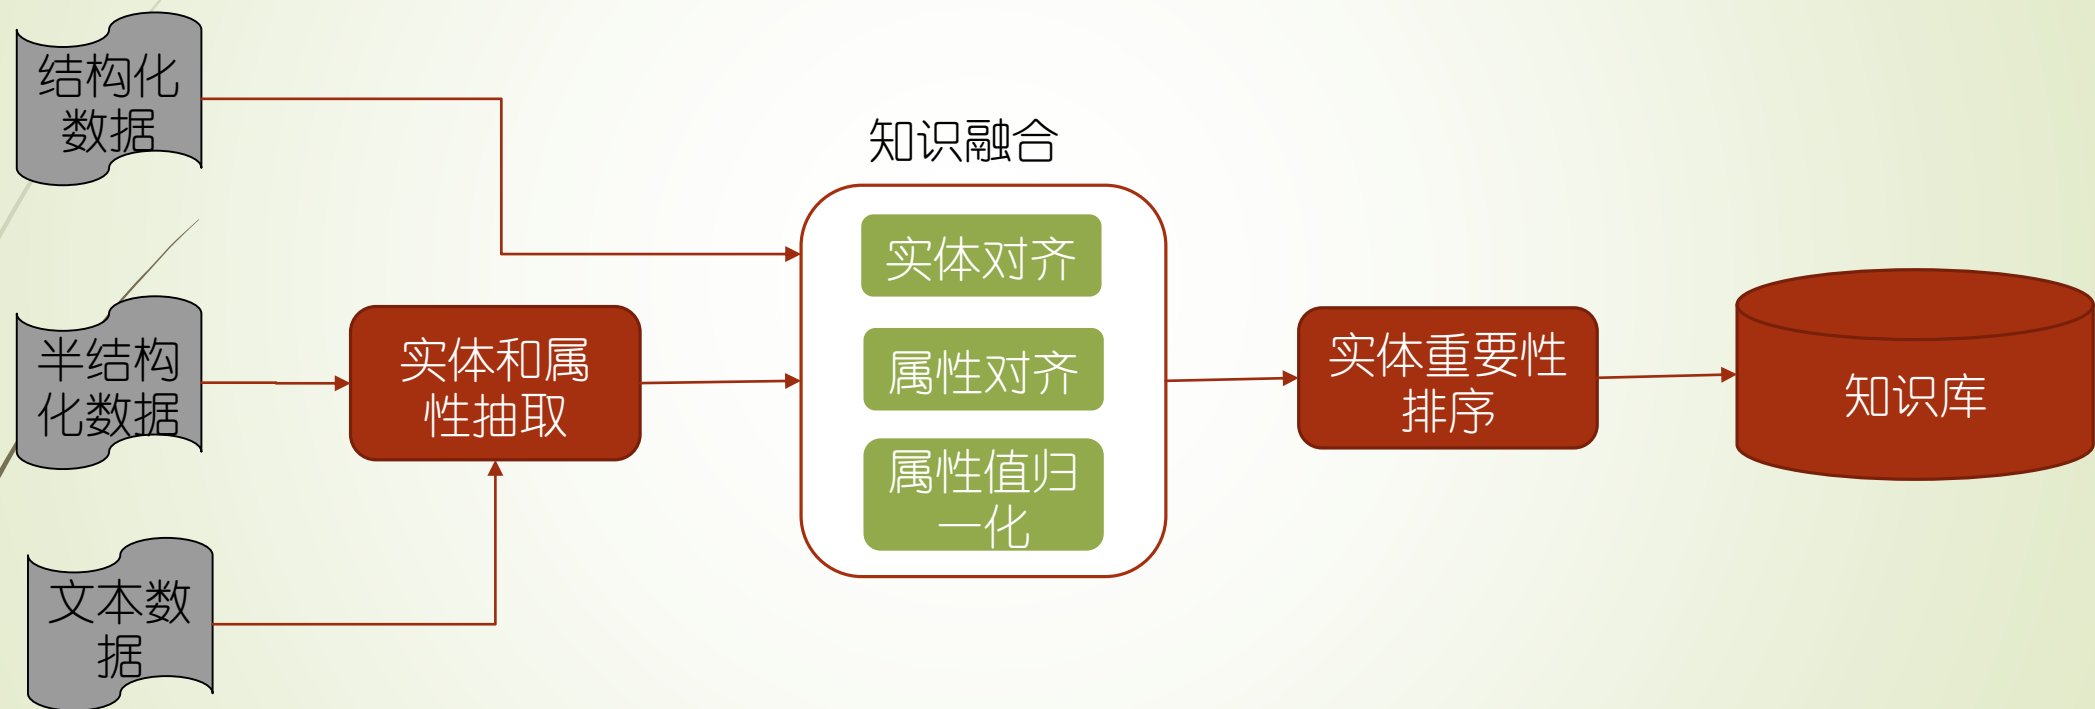 结构化
数据
知识融合
实体对齐
半结构
化数据
实体和属
性抽取
属性对齐
属性值归
一化
实体重要性
排序
知识库
文本数
据